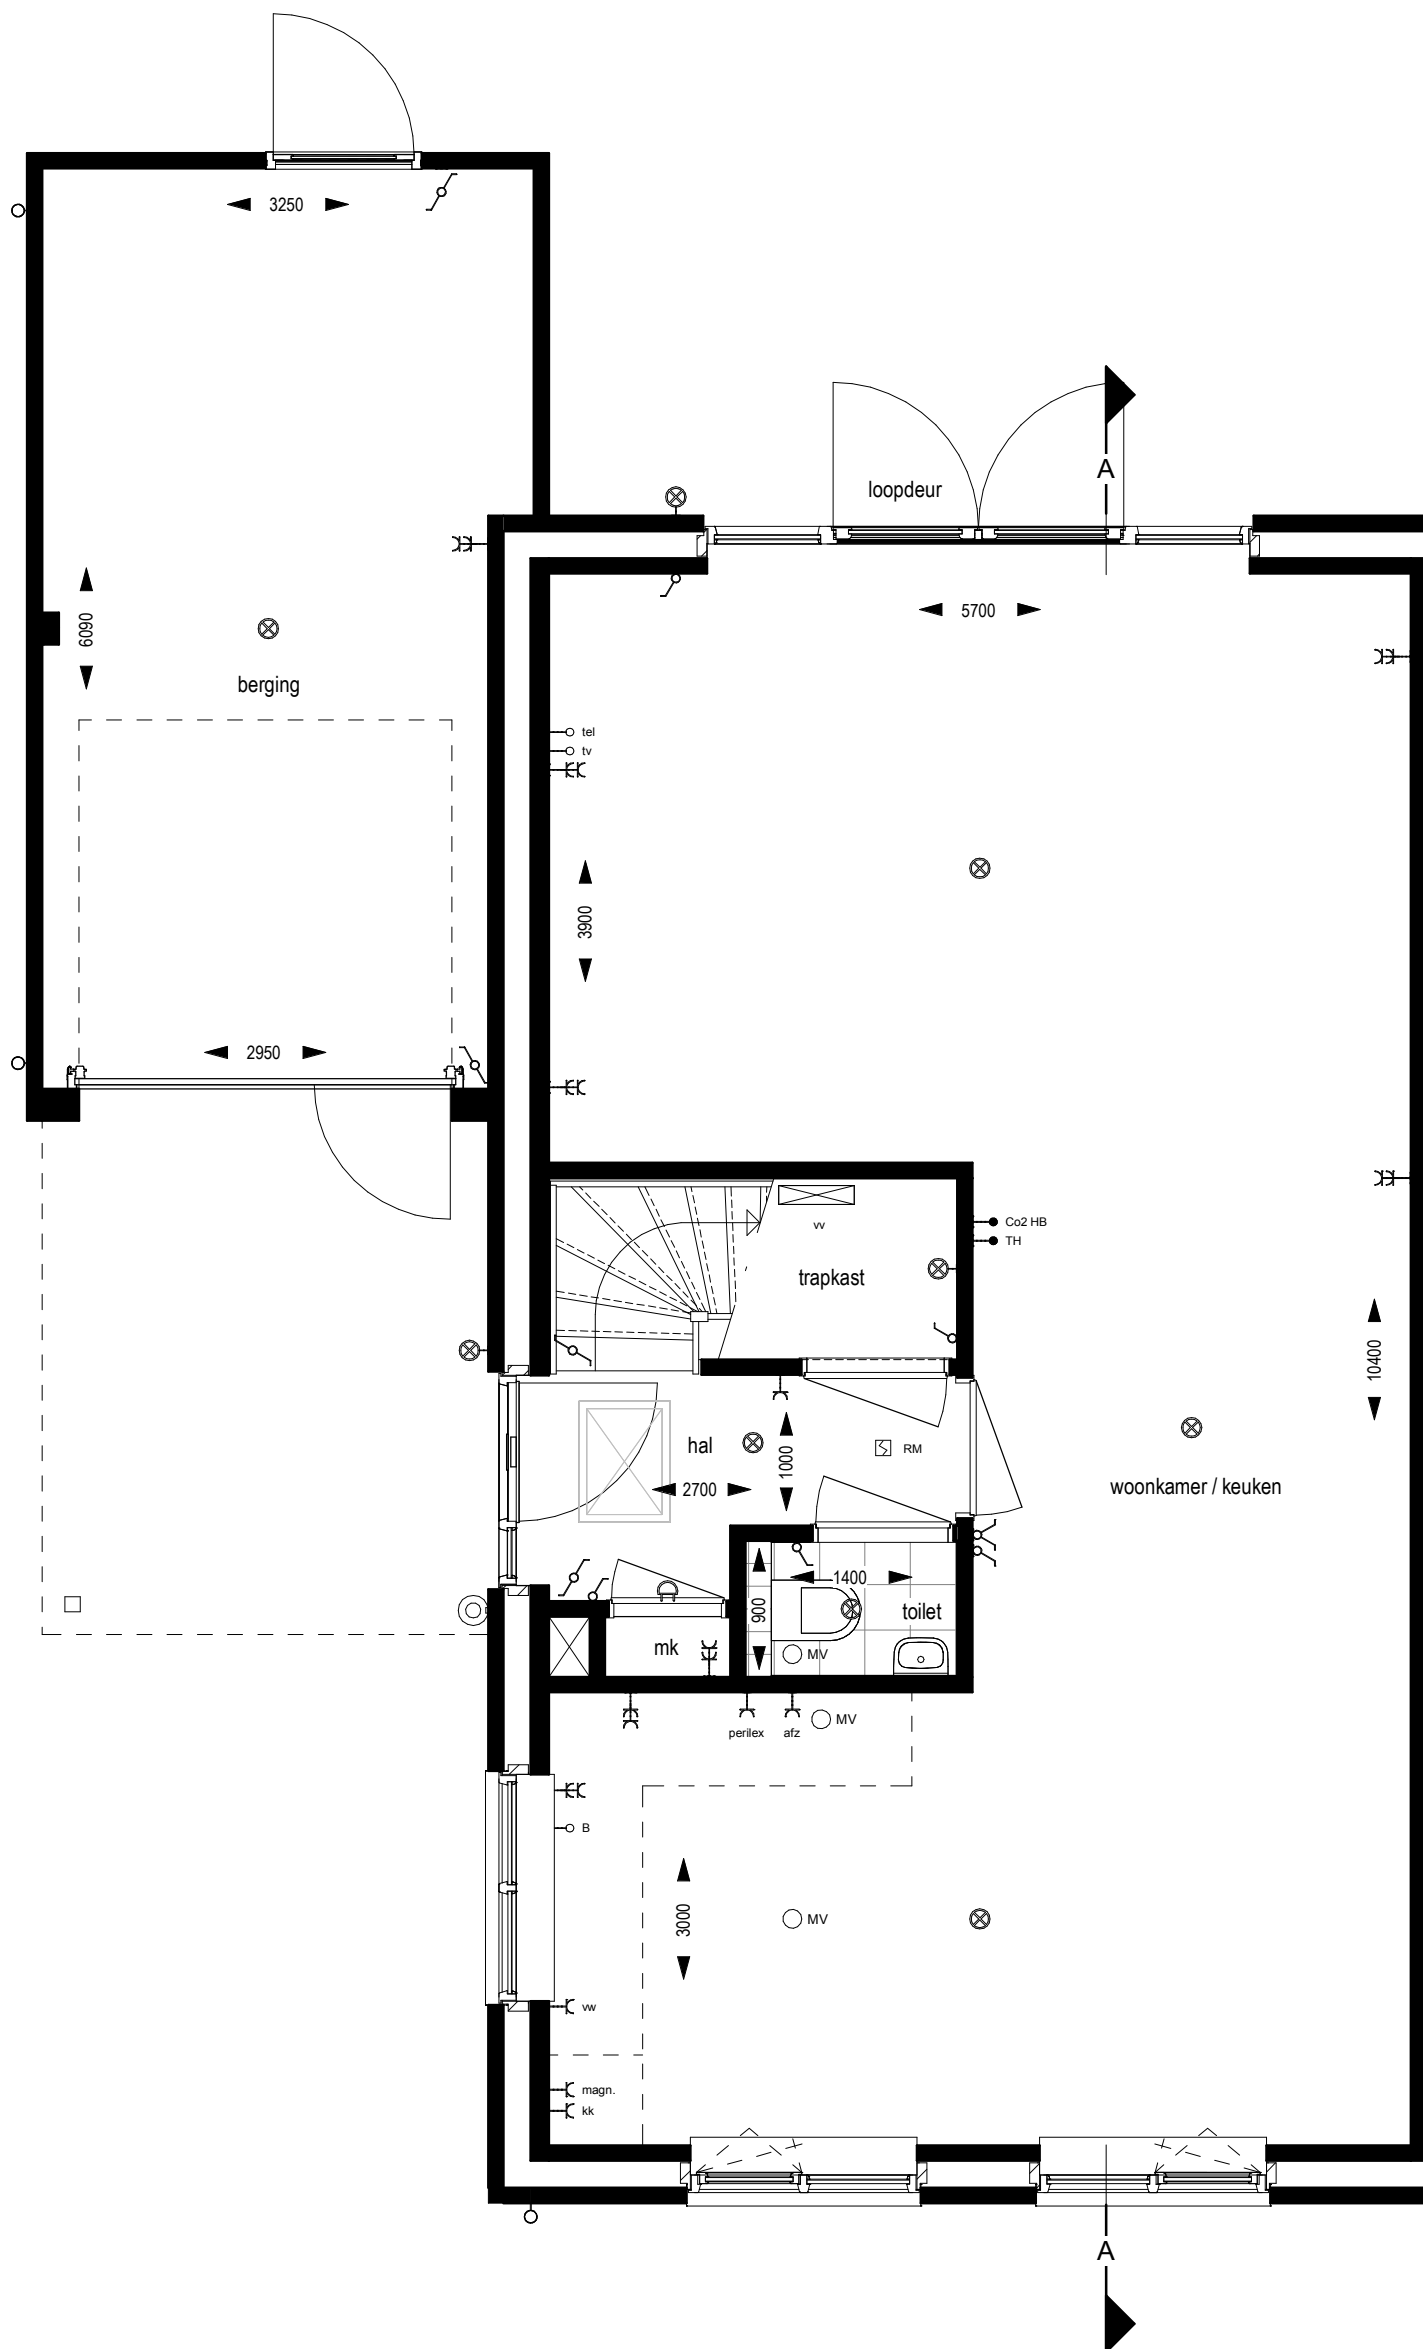 3250
A
loopdeur
5700
6090
berging
tel
tv
3900
2950
Co2 HB
TH
vv
trapkast
10400
hal
1000
RM
2700
woonkamer / keuken
1400
900
toilet
mk
MV
perilex
afz
MV
B
3000
MV
vw
magn.
kk
A